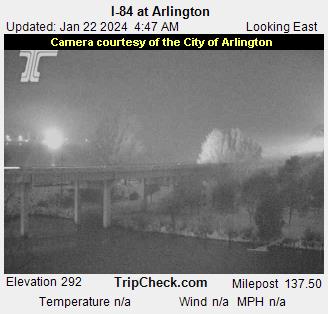 I-84 at Arlington
Updated: Jan 22 2024 4:47 AM Looking East
Camera courtesy of the City of Arlington
Elevation 292 TripCheck.com Milepost 137.50
Temperature n/a Wind n/a MPH n/a